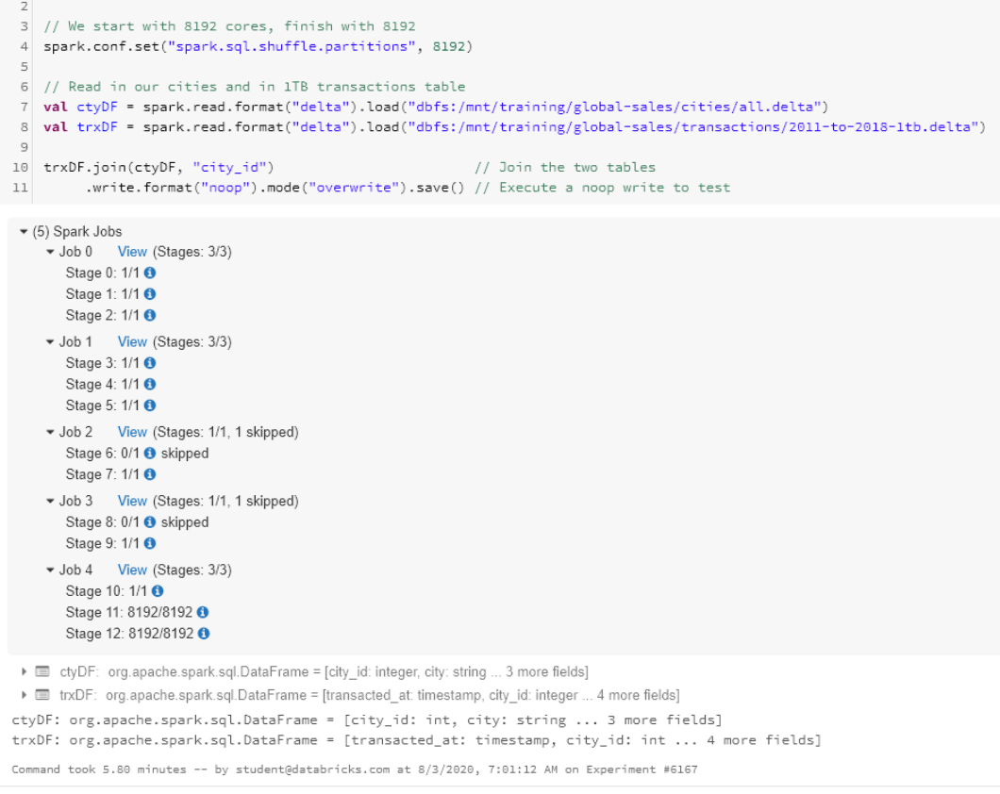 2
3 // We start with 8192 cores, finish with 8192
4 spark.conf.set("spark.sql.shuffle.partitions", 8192)
5
6 // Read in our cities and in 1TB transactions table
7 val ctyDF = spark.read.format("delta").load("dbfs:/mnt/training/global-sales/cities/all.delta")
8 val trxDF = spark.read.format("delta").load("dbfs:/mnt/training/global-sales/transactions/2011-to-2018-1tb.delta")
9
10 trxDF.join(ctyDF, "city_id") // Join the two tables
11 .write.format("noop").mode("overwrite").save() // Execute a noop write to test
(5) Spark Jobs
Job 0 View (Stages: 3/3)
Stage 0: 1/1
Stage 1: 1/1
Stage 2: 1/1
Job 1 View (Stages: 3/3)
Stage 3: 1/1
Stage 4: 1/1
Stage 5: 1/1
Job 2 View (Stages: 1/1, 1 skipped)
Stage 6: 0/1 skipped
Stage 7: 1/1
Job 3 View (Stages: 1/1, 1 skipped)
Stage 8: 0/1 skipped
Stage 9: 1/1
Job 4 View (Stages: 3/3)
Stage 10: 1/1
Stage 11: 8192/8192
Stage 12: 8192/8192
ctyDF: org.apache.spark.sql.DataFrame = [city_id: integer, city: string ... 3 more fields]
trxDF: org.apache.spark.sql.DataFrame = [transacted_at: timestamp, city_id: integer ... 4 more fields]
ctyDF: org.apache.spark.sql.DataFrame = [city_id: int, city: string ... 3 more fields]
trxDF: org.apache.spark.sql.DataFrame = [transacted_at: timestamp, city_id: int ... 4 more fields]
Command took 5.80 minutes -- by student@databricks.com at 8/3/2020, 7:01:12 AM on Experiment #6167